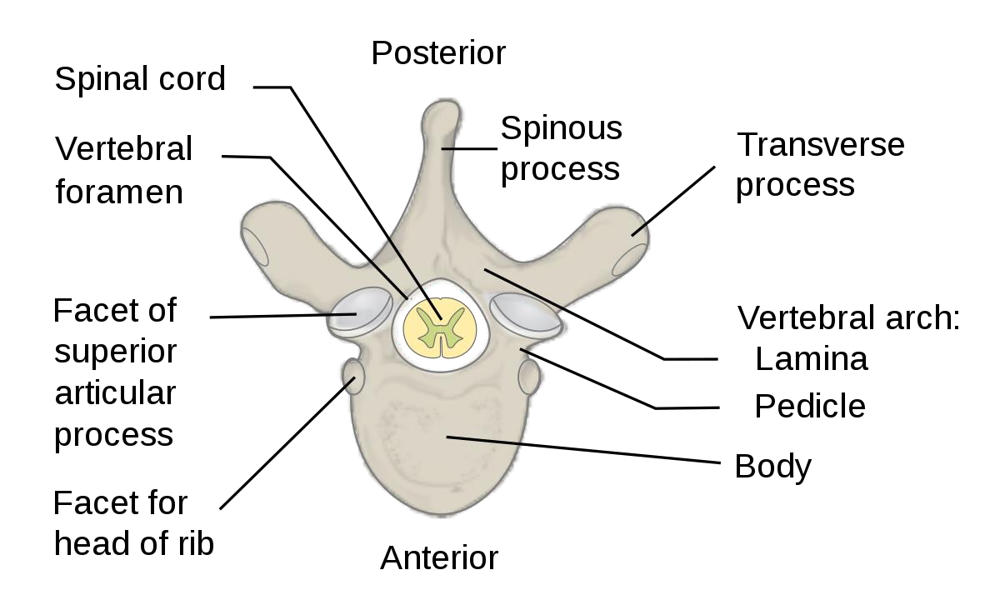 Posterior
Spinal cord
Vertebral
foramen
Spinous
process
Transverse
process
Facet of
superior
articular
process
Vertebral arch:
Lamina
Pedicle
Body
Facet for
head of rib
Anterior